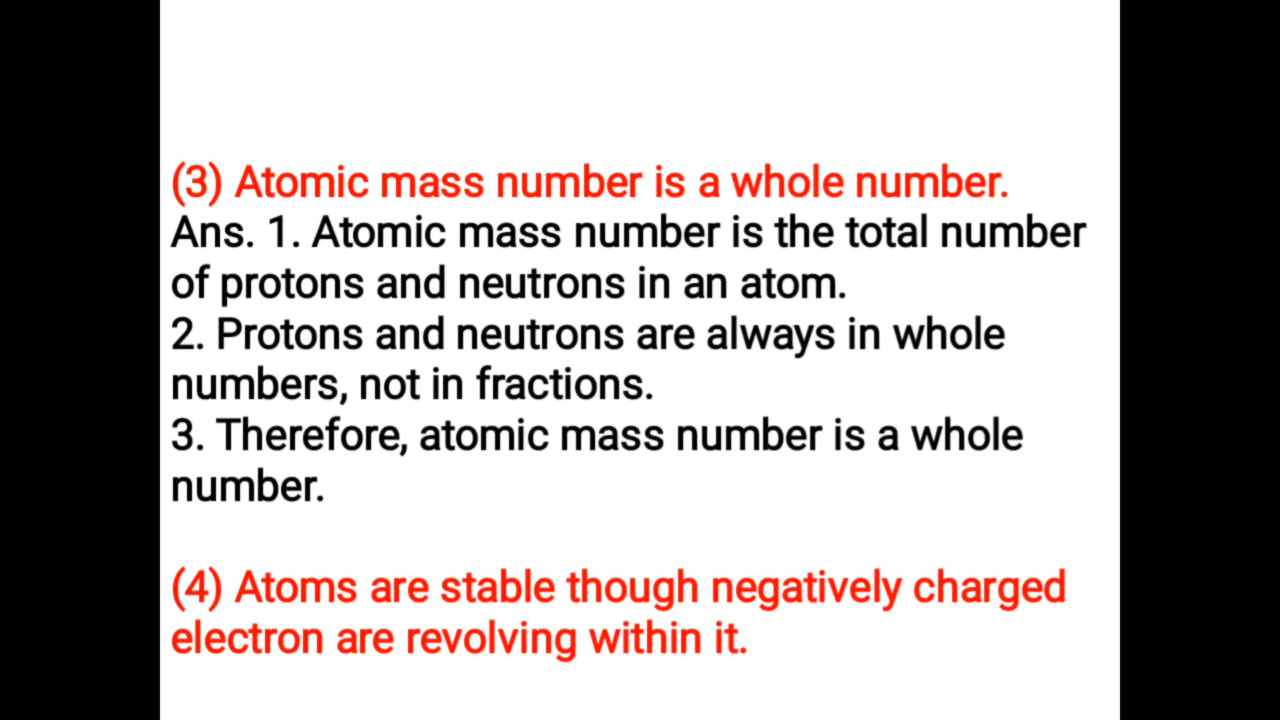 (3) Atomic mass number is a whole number.
Ans. 1. Atomic mass number is the total number
of protons and neutrons in an atom.
2. Protons and neutrons are always in whole
numbers, not in fractions.
3. Therefore, atomic mass number is a whole
number.
(4) Atoms are stable though negatively charged
electron are revolving within it.